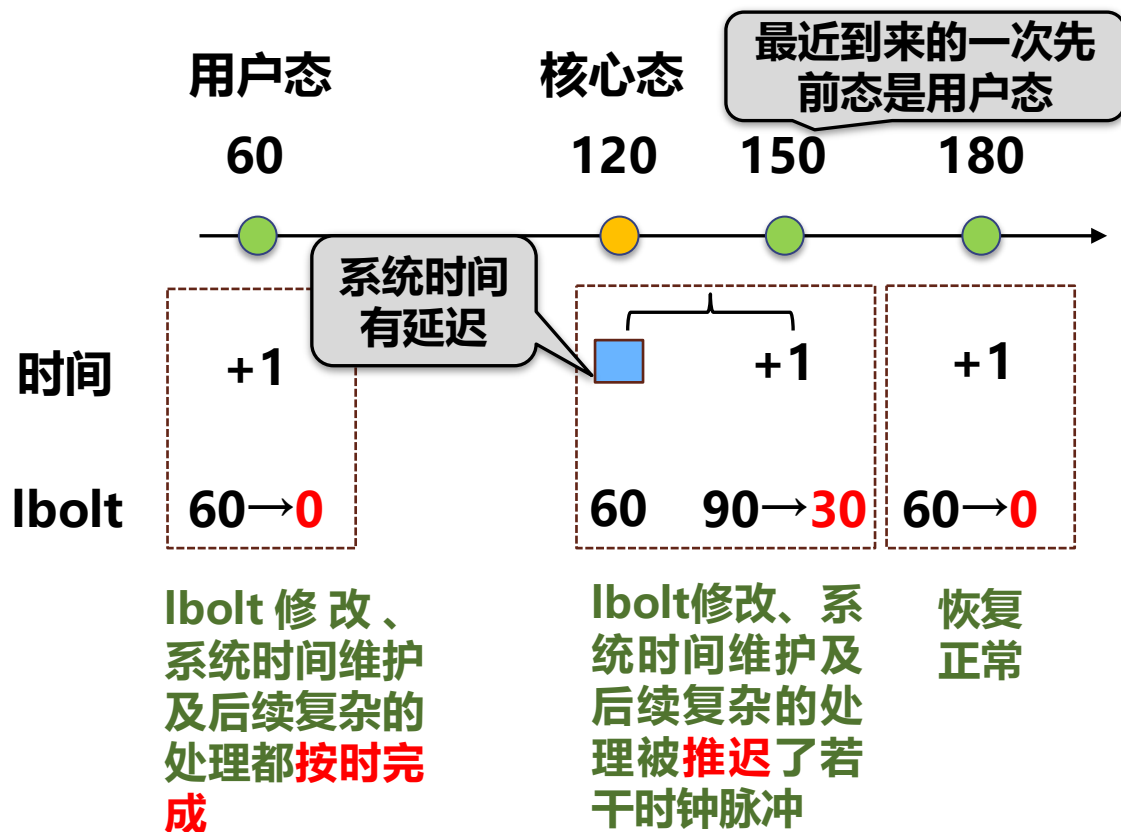 用户态
核心态
最近到来的一次先
前态是用户态
60
120
150
180
系统时间
有延迟
时间
+1
+1
+1
lbolt
60→0
60
90→30
60→0
lbolt 修改、
系统时间维护
及后续复杂的
处理都按时完
成
lbolt修改、系
统时间维护及
后续复杂的处
理被推迟了若
干时钟脉冲
恢复
正常